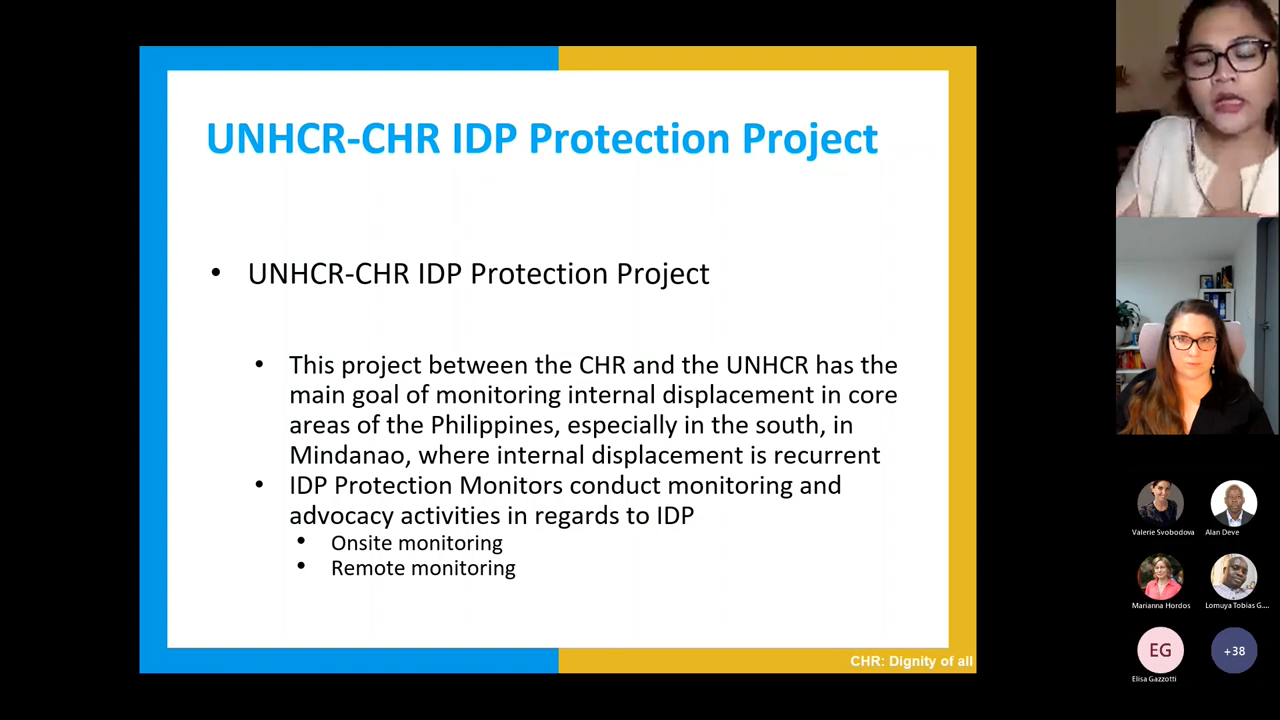 UNHCR-CHR IDP Protection Project
• UNHCR-CHR IDP Protection Project
• This project between the CHR and the UNHCR has the
main goal of monitoring internal displacement in core
areas of the Philippines, especially in the south, in
Mindanao, where internal displacement is recurrent
• IDP Protection Monitors conduct monitoring and
advocacy activities in regards to IDP
• Onsite monitoring
• Remote monitoring
CHR: Dignity of all
Valerie Svobodova
Alan Deve
Marianna Hordos
Lomuya Tobias G....
EG
+38
Elisa Gazzotti